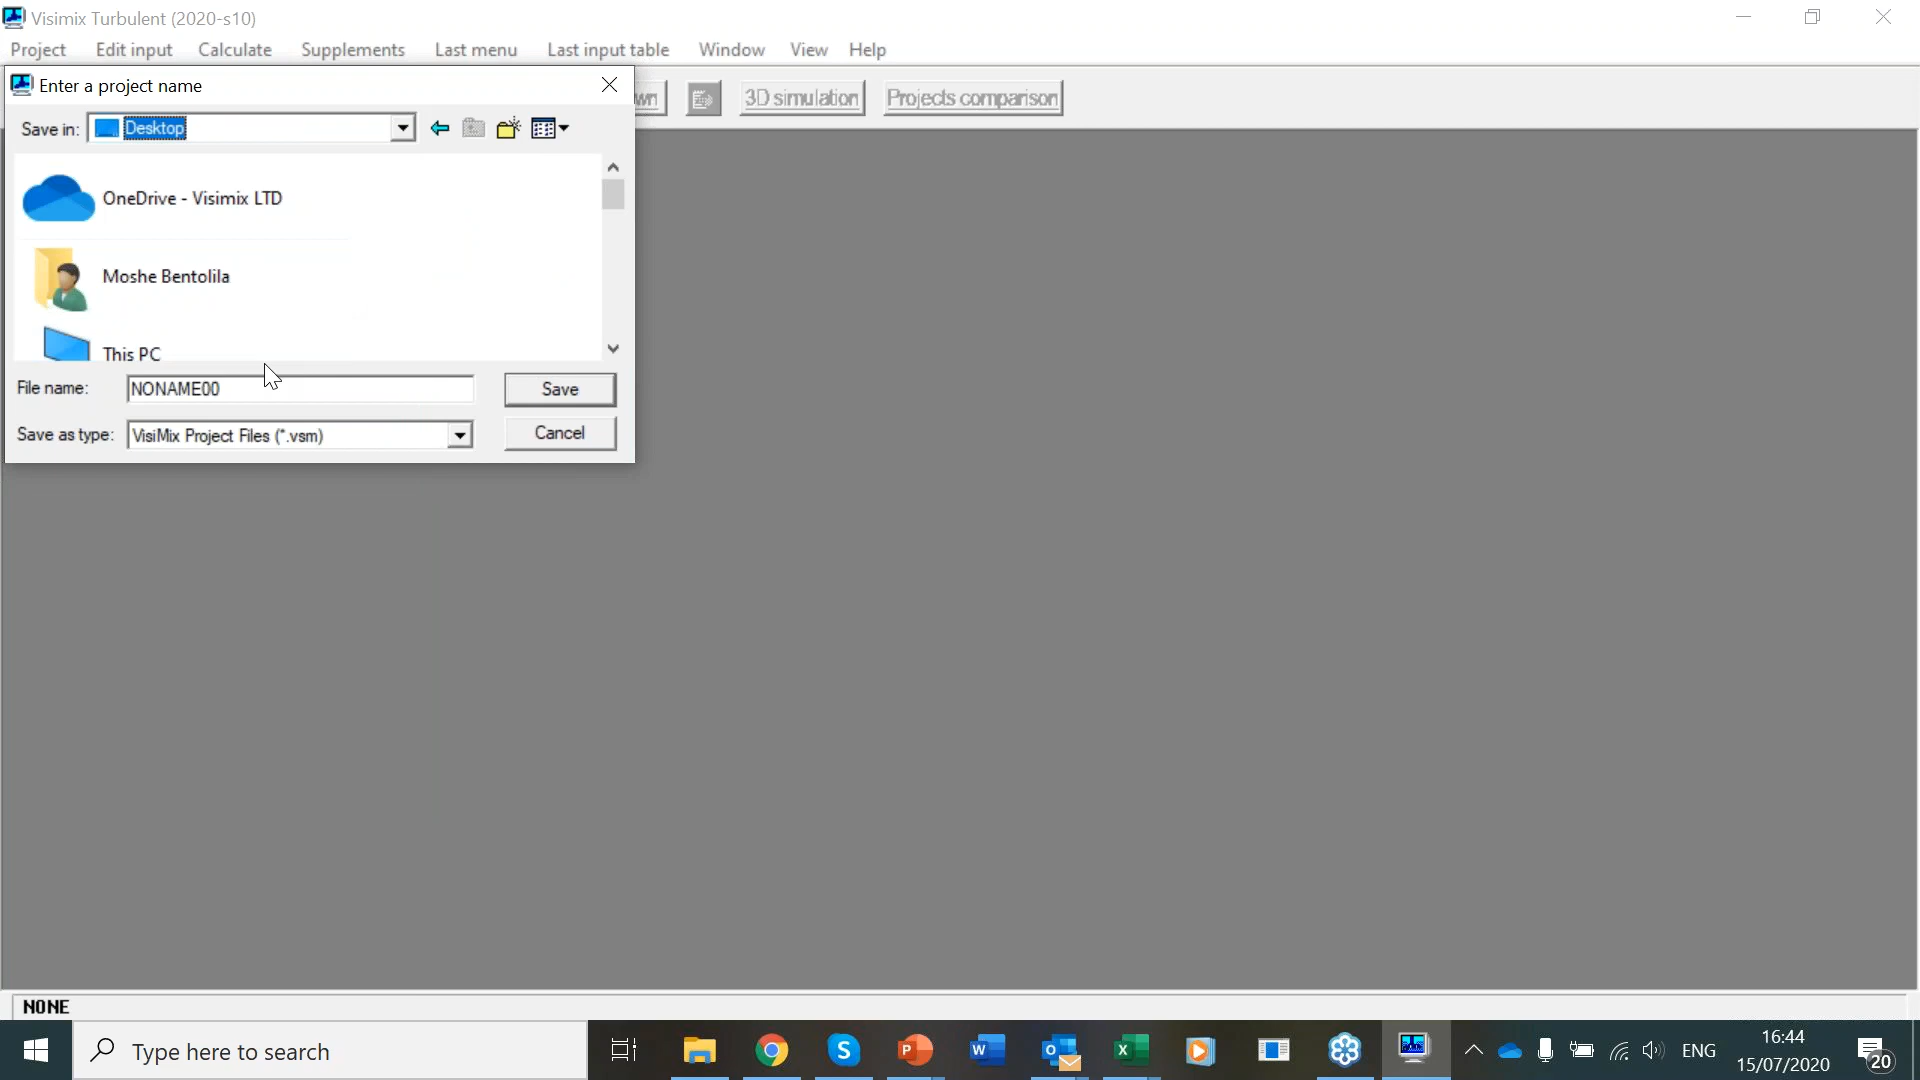 Visimix Turbulent (2020-s10)
Project Edit input Calculate Supplements Last menu Last input table Window View Help
Enter a project name
wn 3D simulation Projects comparison
Save in: Desktop
OneDrive - Visimix LTD
Moshe Bentolila
This PC
File name: NONAME00 Save
Save as type: VisiMix Project Files (*.vsm) Cancel
NONE
Type here to search
ENG
16:44
15/07/2020
20